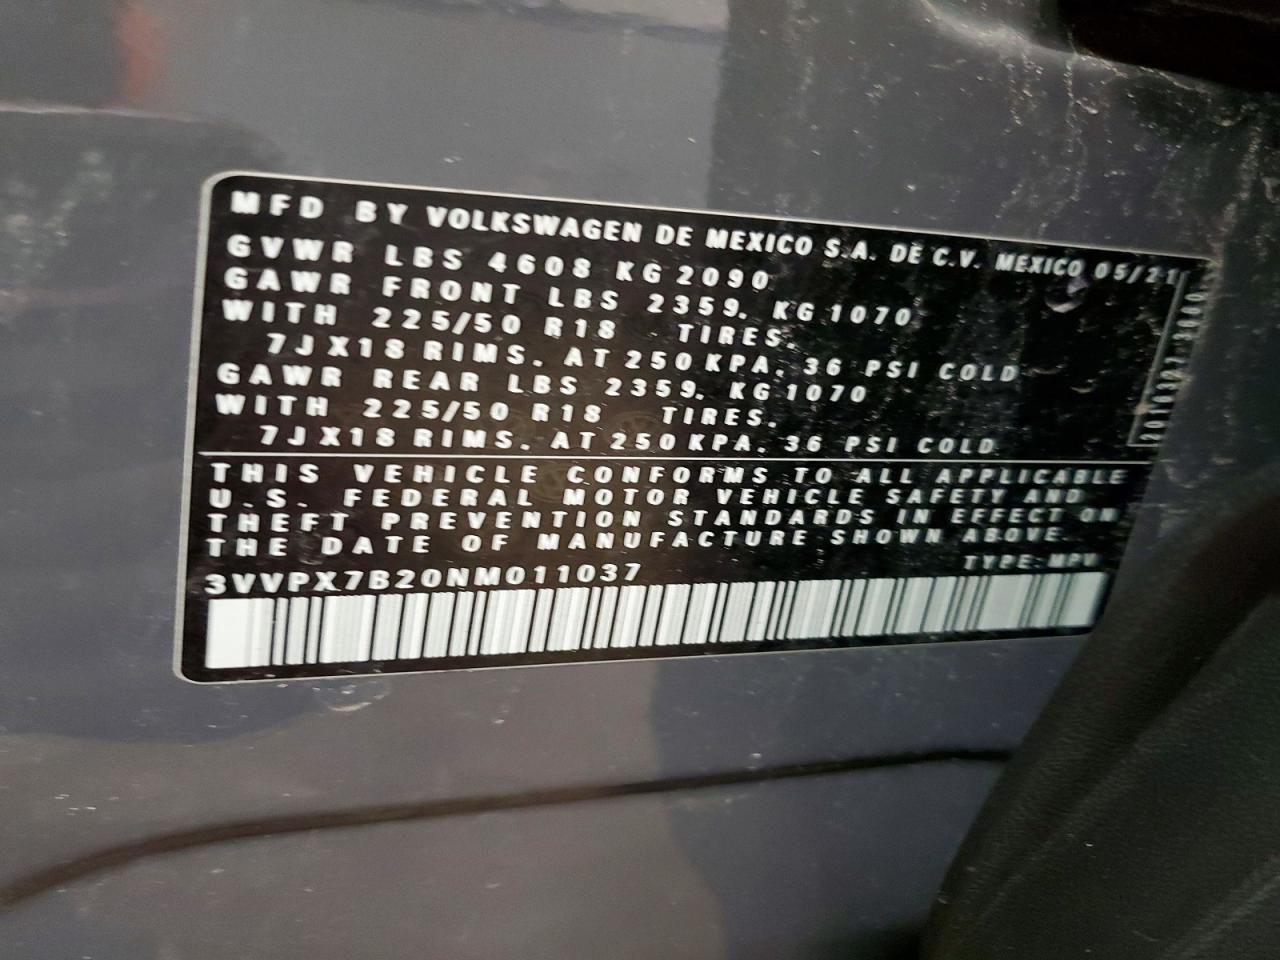 MFD BY VOLKSWAGEN DE MEXICO S.A. DE C.V. MEXICO 05/21
GVWR LBS 4608 KG 2090
GAWR FRONT LBS 2359. KG 1070
WITH 225/50 R18 TIRES.
7JX18 RIMS. AT 250 KPA. 36 PSI COLD
GAWR REAR LBS 2359. KG 1070
WITH 225/50 R18 TIRES.
7JX18 RIMS. AT 250 KPA. 36 PSI COLD
THIS VEHICLE CONFORMS TO ALL APPLICABLE
U.S. FEDERAL MOTOR VEHICLE SAFETY AND
THEFT PREVENTION STANDARDS IN EFFECT ON
THE DATE OF MANUFACTURE SHOWN ABOVE.
TYPE: MPV
3VVPX7B20NM011037